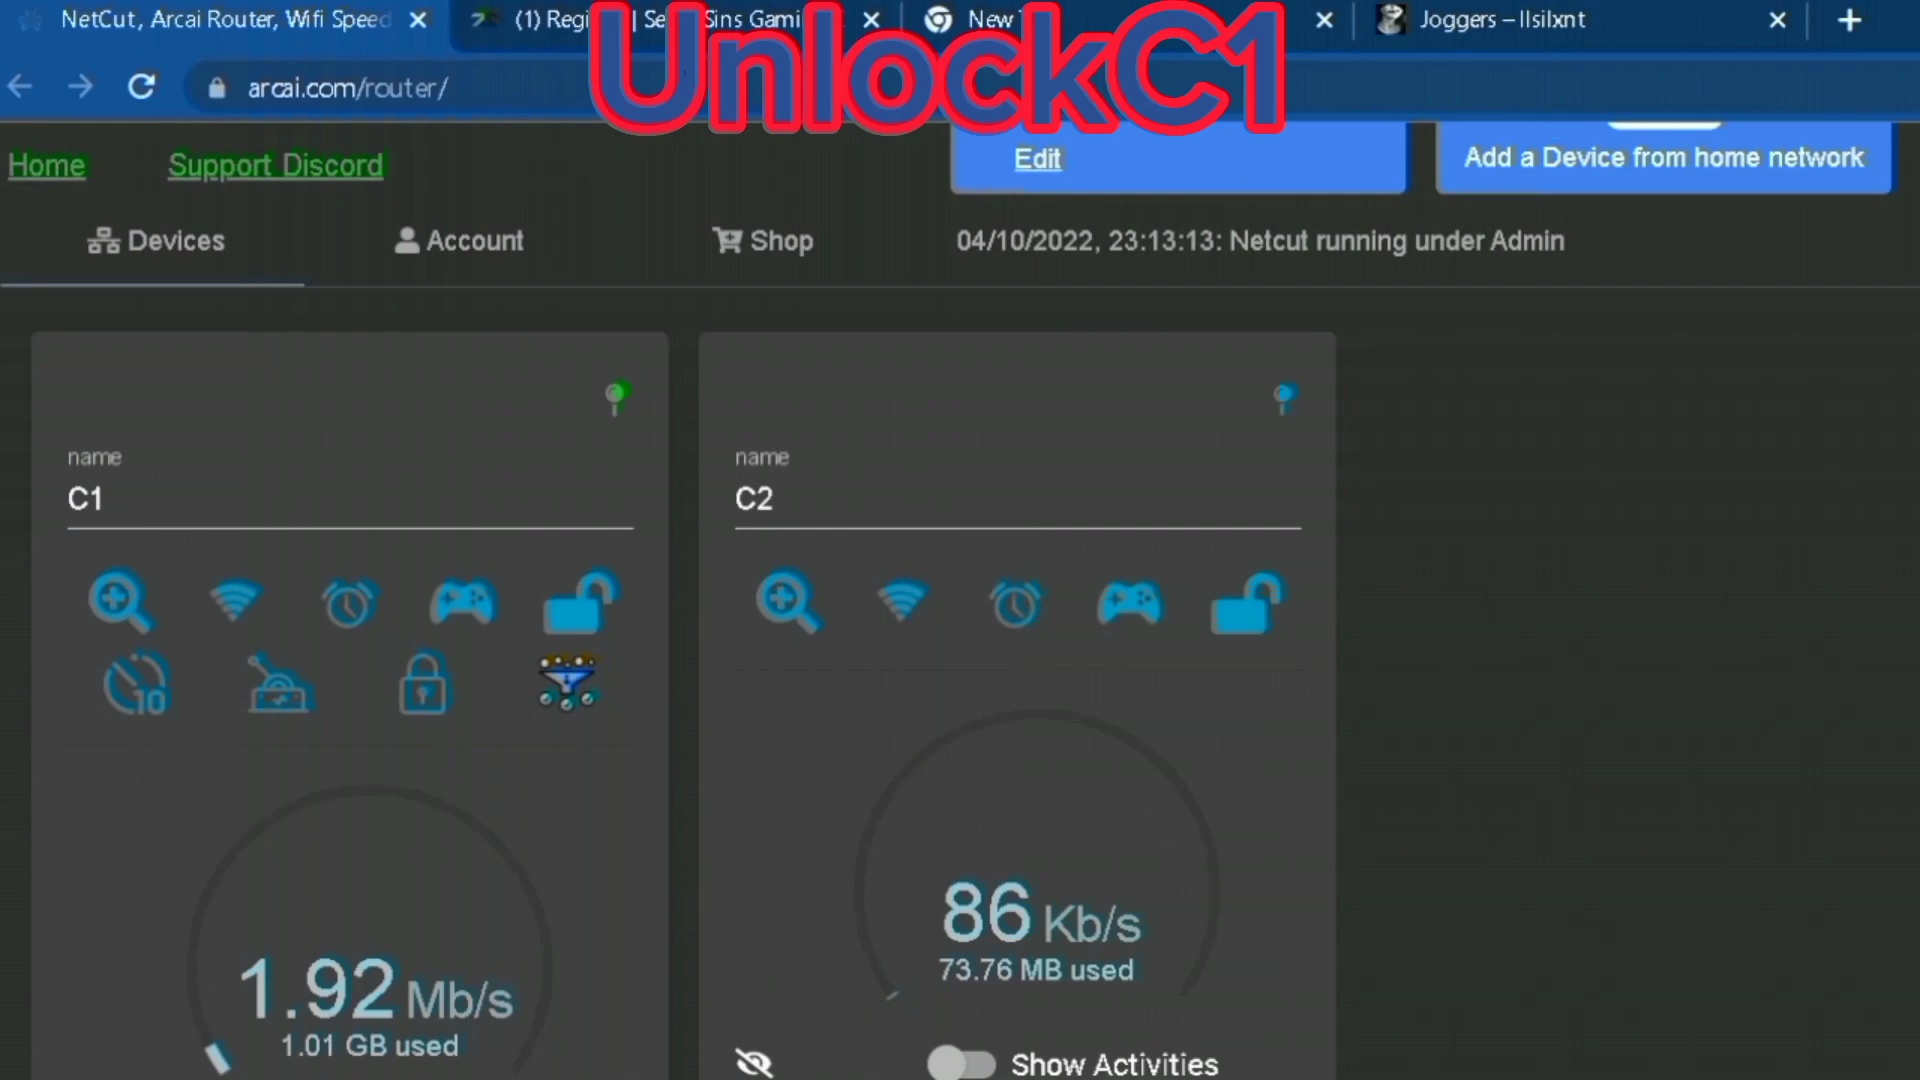 NetCut, Arcai Router, Wifi Speed
(1) Regi | Se Sins Gami
New
Joggers – llsilxnt
UnlockC1
arcai.com/router/
Home
Support Discord
Edit
Add a Device from home network
Devices
Account
Shop
04/10/2022, 23:13:13: Netcut running under Admin
name
C1
name
C2
10
1.92 Mb/s
1.01 GB used
86 Kb/s
73.76 MB used
Show Activities